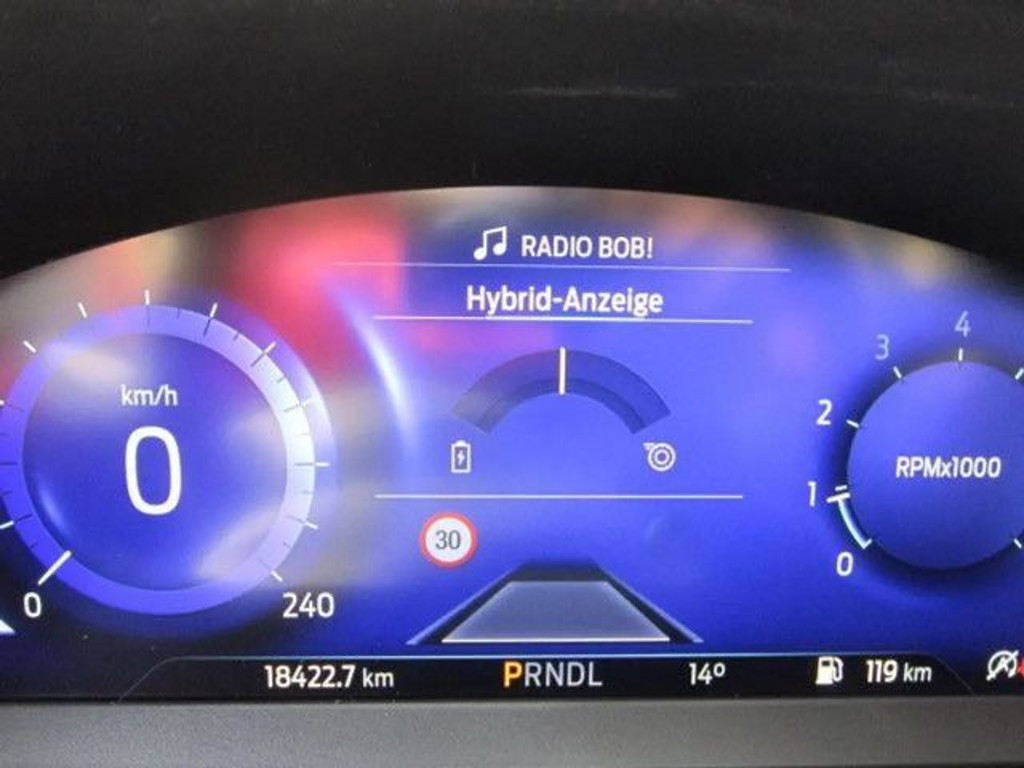 RADIO BOB!
Hybrid-Anzeige
km/h
0
0
240
30
4
3
2
1
0
RPMx1000
18422.7 km
PRNDL
14º
119 km